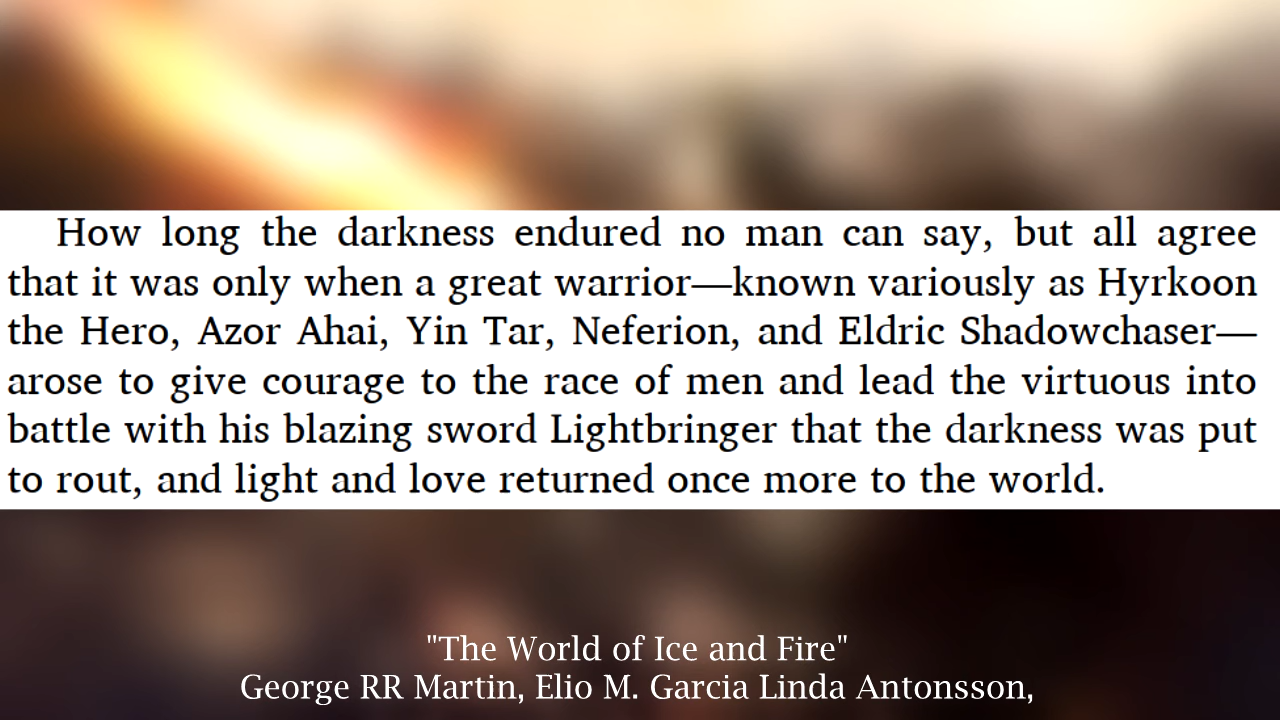 How long the darkness endured no man can say, but all agree
that it was only when a great warrior—known variously as Hyrkoon
the Hero, Azor Ahai, Yin Tar, Neferion, and Eldric Shadowchaser—
arose to give courage to the race of men and lead the virtuous into
battle with his blazing sword Lightbringer that the darkness was put
to rout, and light and love returned once more to the world.
"The World of Ice and Fire"
George RR Martin, Elio M. Garcia Linda Antonsson,